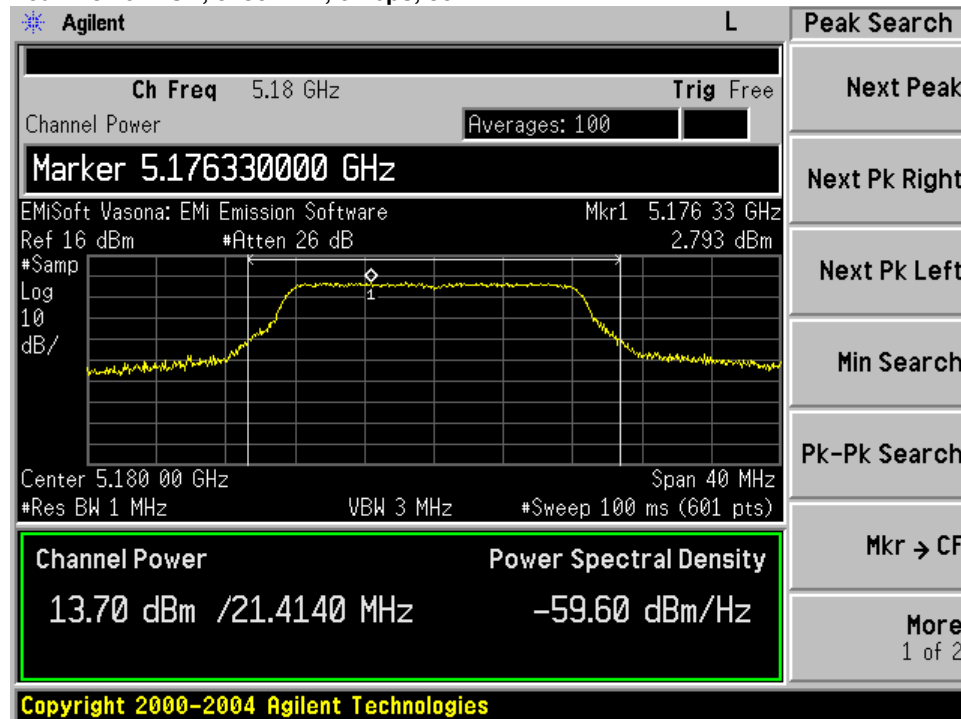 Agilent L Peak Search
Ch Freq 5.18 GHz Trig Free
Channel Power Averages: 100
Marker 5.176330000 GHz
EMiSoft Vasona: EMi Emission Software Mkr1 5.176 33 GHz
Ref 16 dBm #Atten 26 dB 2.793 dBm
#Samp
Log
10
dB/
1
Center 5.180 00 GHz Span 40 MHz
#Res BW 1 MHz VBW 3 MHz #Sweep 100 ms (601 pts)
Channel Power Power Spectral Density
13.70 dBm /21.4140 MHz -59.60 dBm/Hz
Copyright 2000-2004 Agilent Technologies
Next Peak
Next Pk Right
Next Pk Left
Min Search
Pk-Pk Search
Mkr → CF
More
1 of 2